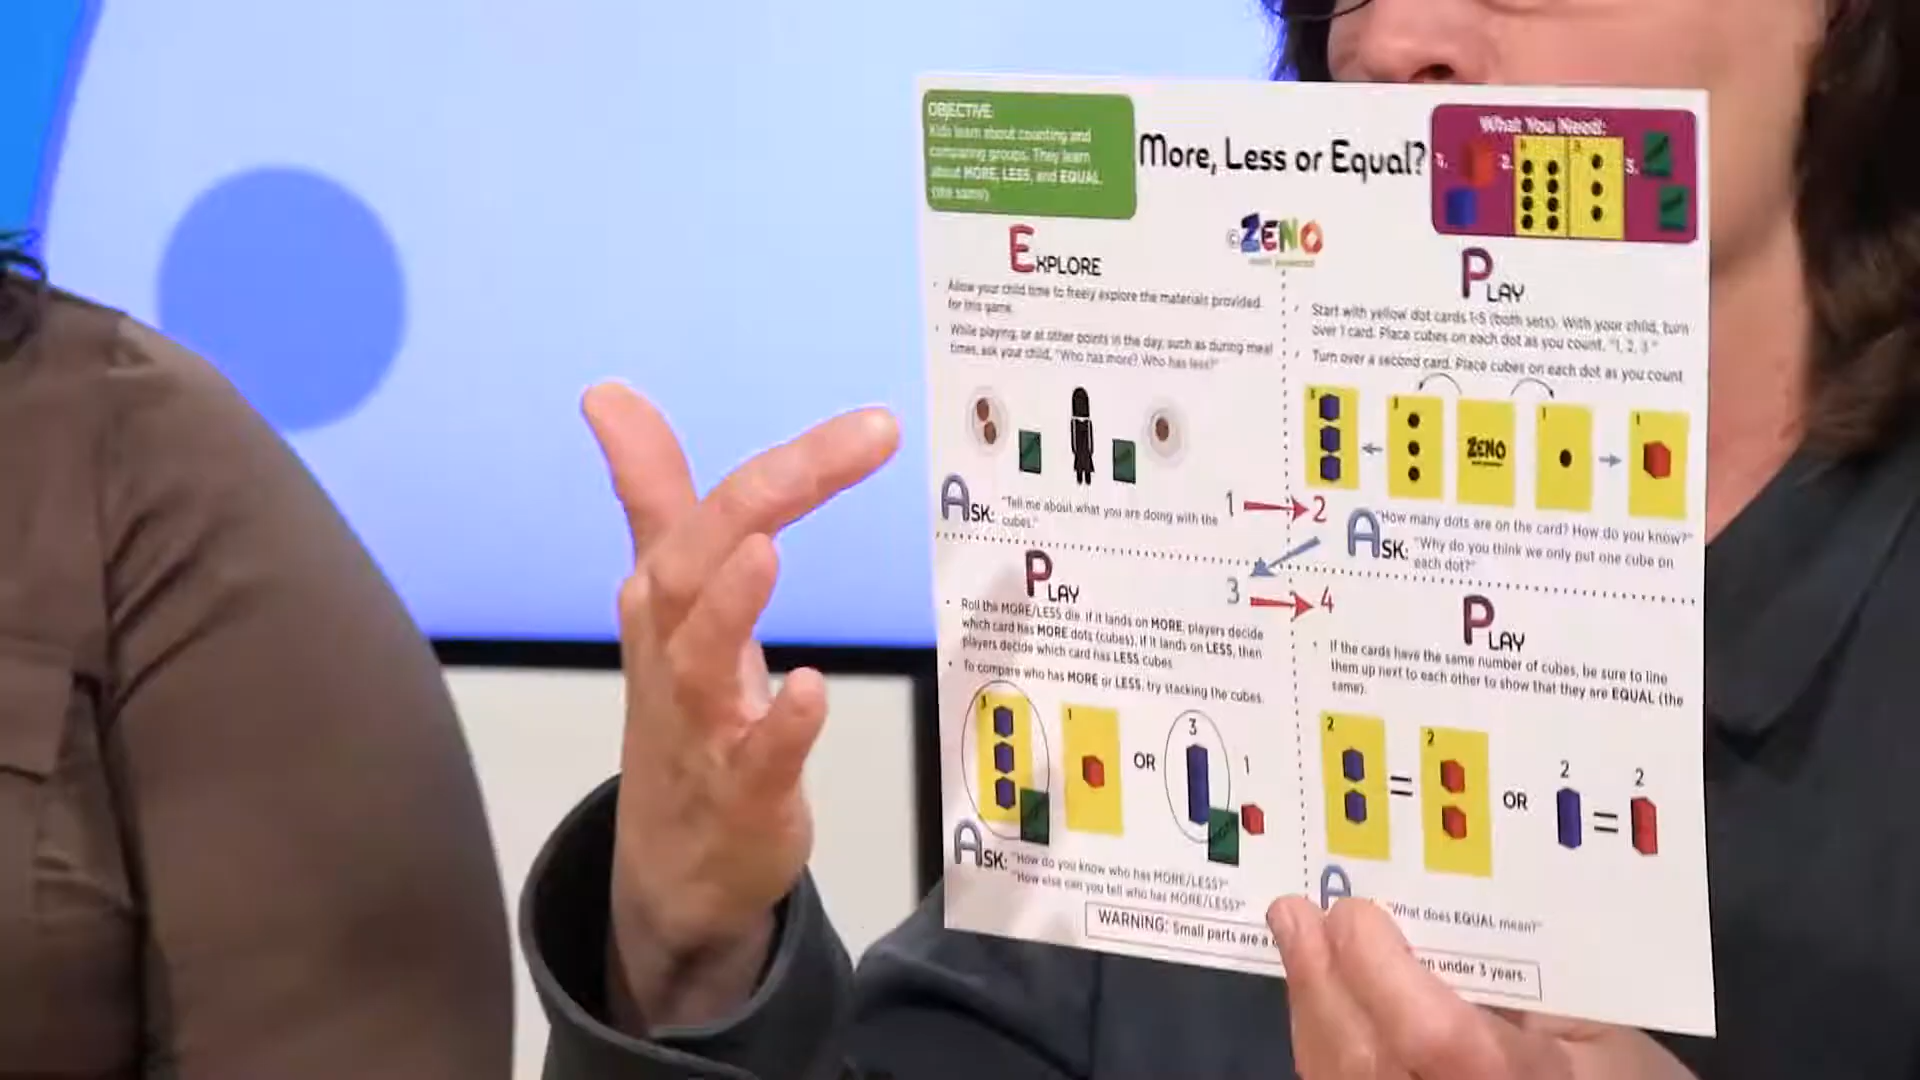 OBJECTIVE:
Kids learn about counting and
comparing groups. They learn
about MORE, LESS, and EQUAL
(the same)
More, Less or Equal?
What You Need:
1.
2.
3.
©ZENO
EXPLORE
Allow your child time to freely explore the materials provided
for this game.
While playing, or at other points in the day, such as during meal
times, ask your child, "Who has more? Who has less?"
ASK: "Tell me about what you are doing with the
cubes."
1 2
PLAY
Start with yellow dot cards 1-5 (both sets). With your child, turn
over 1 card. Place cubes on each dot as you count, "1, 2, 3."
Turn over a second card. Place cubes on each dot as you count
3
3
ZENO
1
1
ASK: "How many dots are on the card? How do you know?"
"Why do you think we only put one cube on
each dot?"
3 4
PLAY
Roll the MORE/LESS die. If it lands on MORE, players decide
which card has MORE dots (cubes), if it lands on LESS, then
players decide which card has LESS cubes
To compare who has MORE or LESS, try stacking the cubes.
3
1
OR
3
1
ASK: "How do you know who has MORE/LESS?"
"How else can you tell who has MORE/LESS?"
PLAY
If the cards have the same number of cubes, be sure to line
them up next to each other to show that they are EQUAL (the
same).
2
=
2
OR
2
=
2
A "What does EQUAL mean?"
WARNING: Small parts are a
under 3 years.